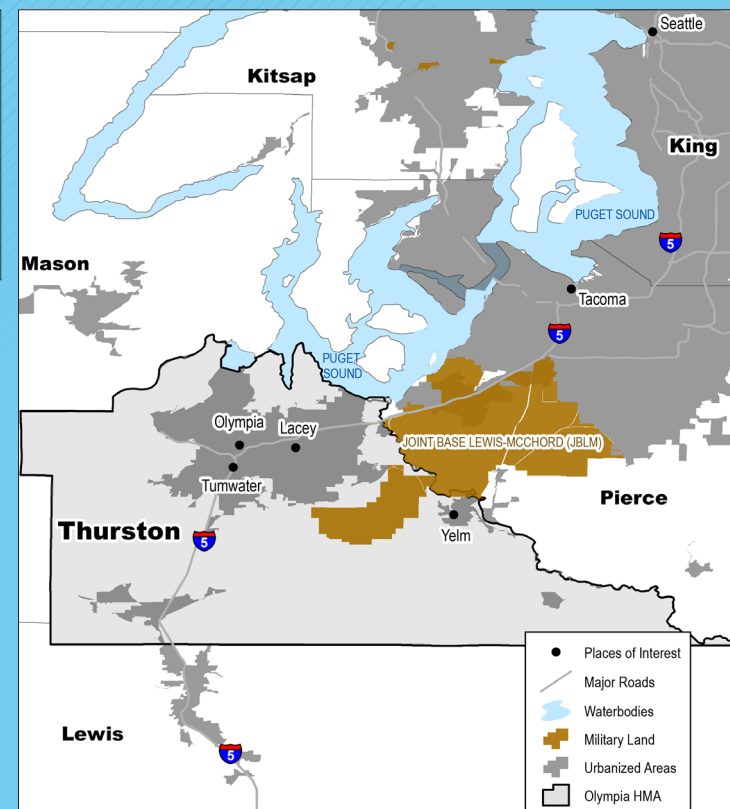 Seattle
Kitsap
King
PUGET SOUND
5
Mason
Tacoma
5
PUGET
SOUND
Olympia
Lacey
JOINT BASE LEWIS-MCCHORD (JBLM)
Tumwater
Pierce
Thurston
Yelm
5
Places of Interest
Major Roads
Waterbodies
Lewis
Military Land
5
Urbanized Areas
Olympia HMA